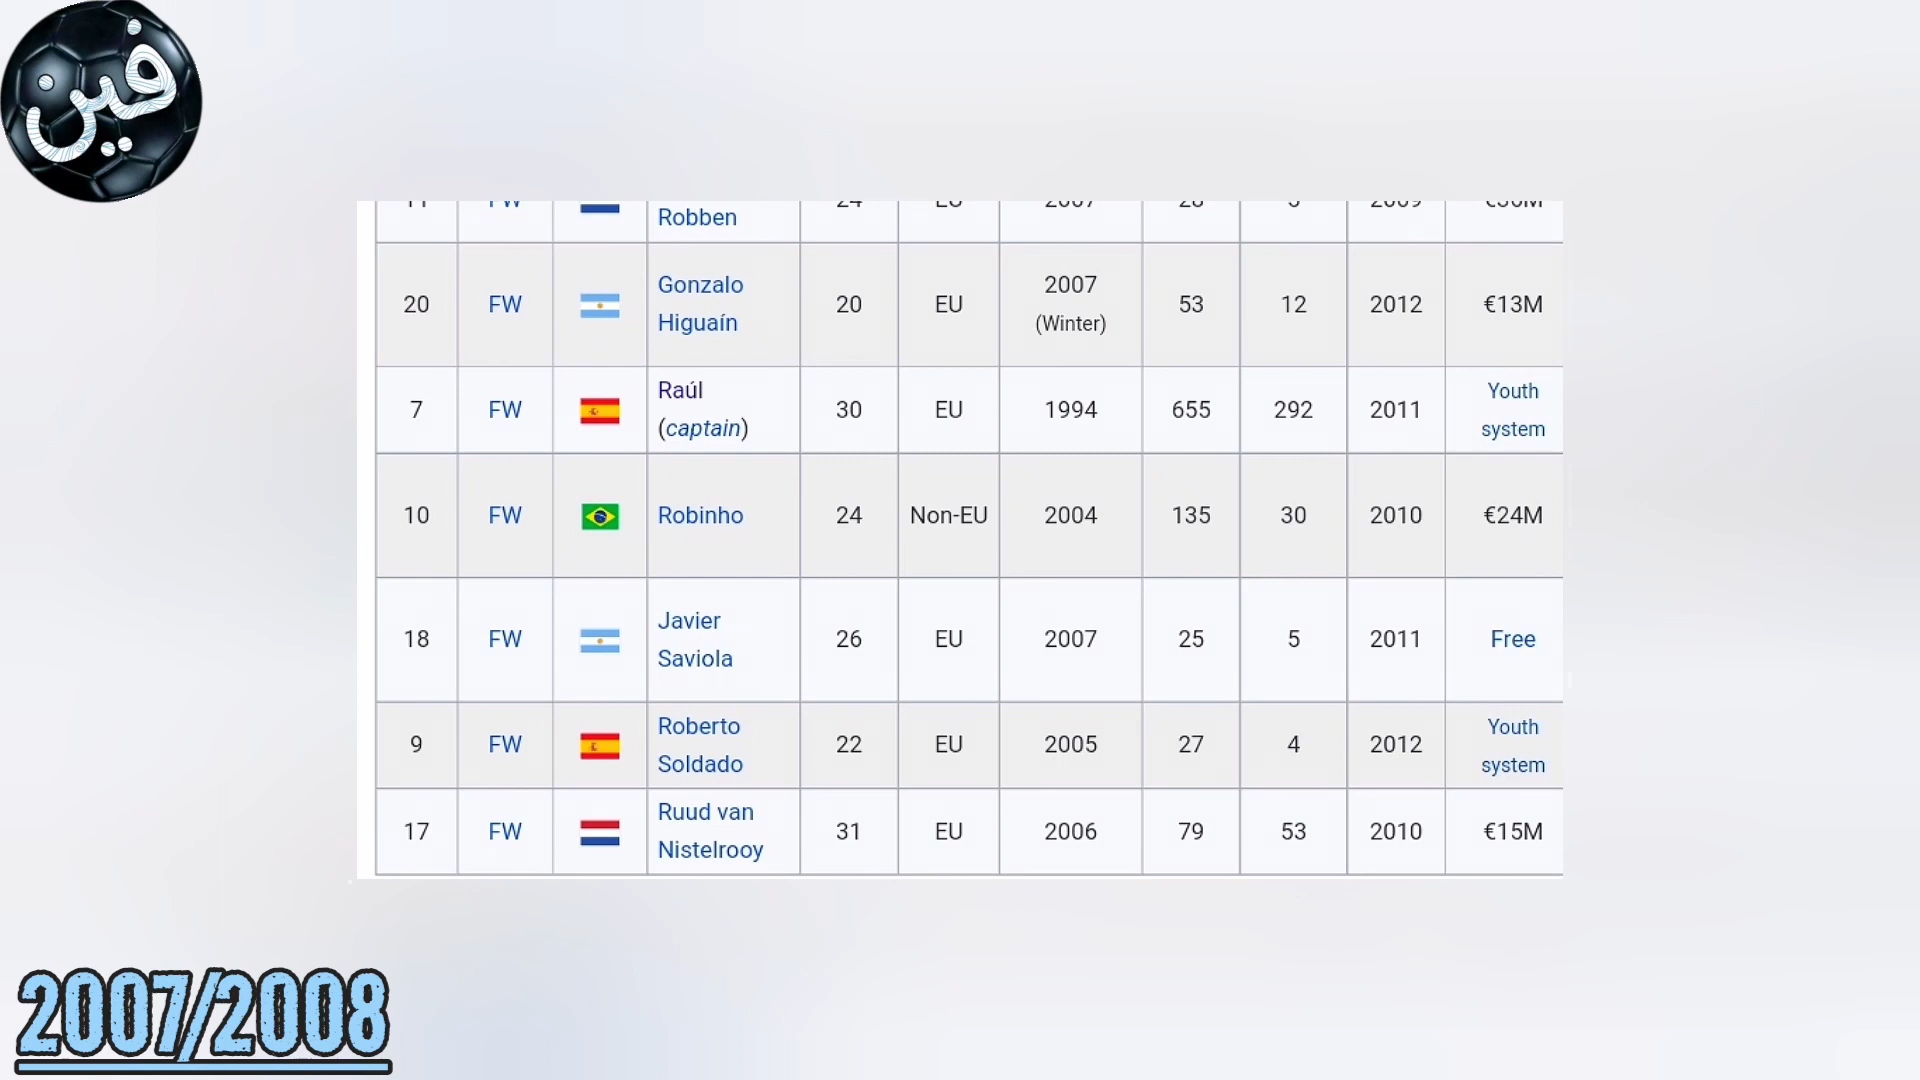 فين
Robben
20 FW Gonzalo Higuaín 20 EU 2007 (Winter) 53 12 2012 €13M
7 FW Raúl (captain) 30 EU 1994 655 292 2011 Youth system
10 FW Robinho 24 Non-EU 2004 135 30 2010 €24M
18 FW Javier Saviola 26 EU 2007 25 5 2011 Free
9 FW Roberto Soldado 22 EU 2005 27 4 2012 Youth system
17 FW Ruud van Nistelrooy 31 EU 2006 79 53 2010 €15M
2007/2008